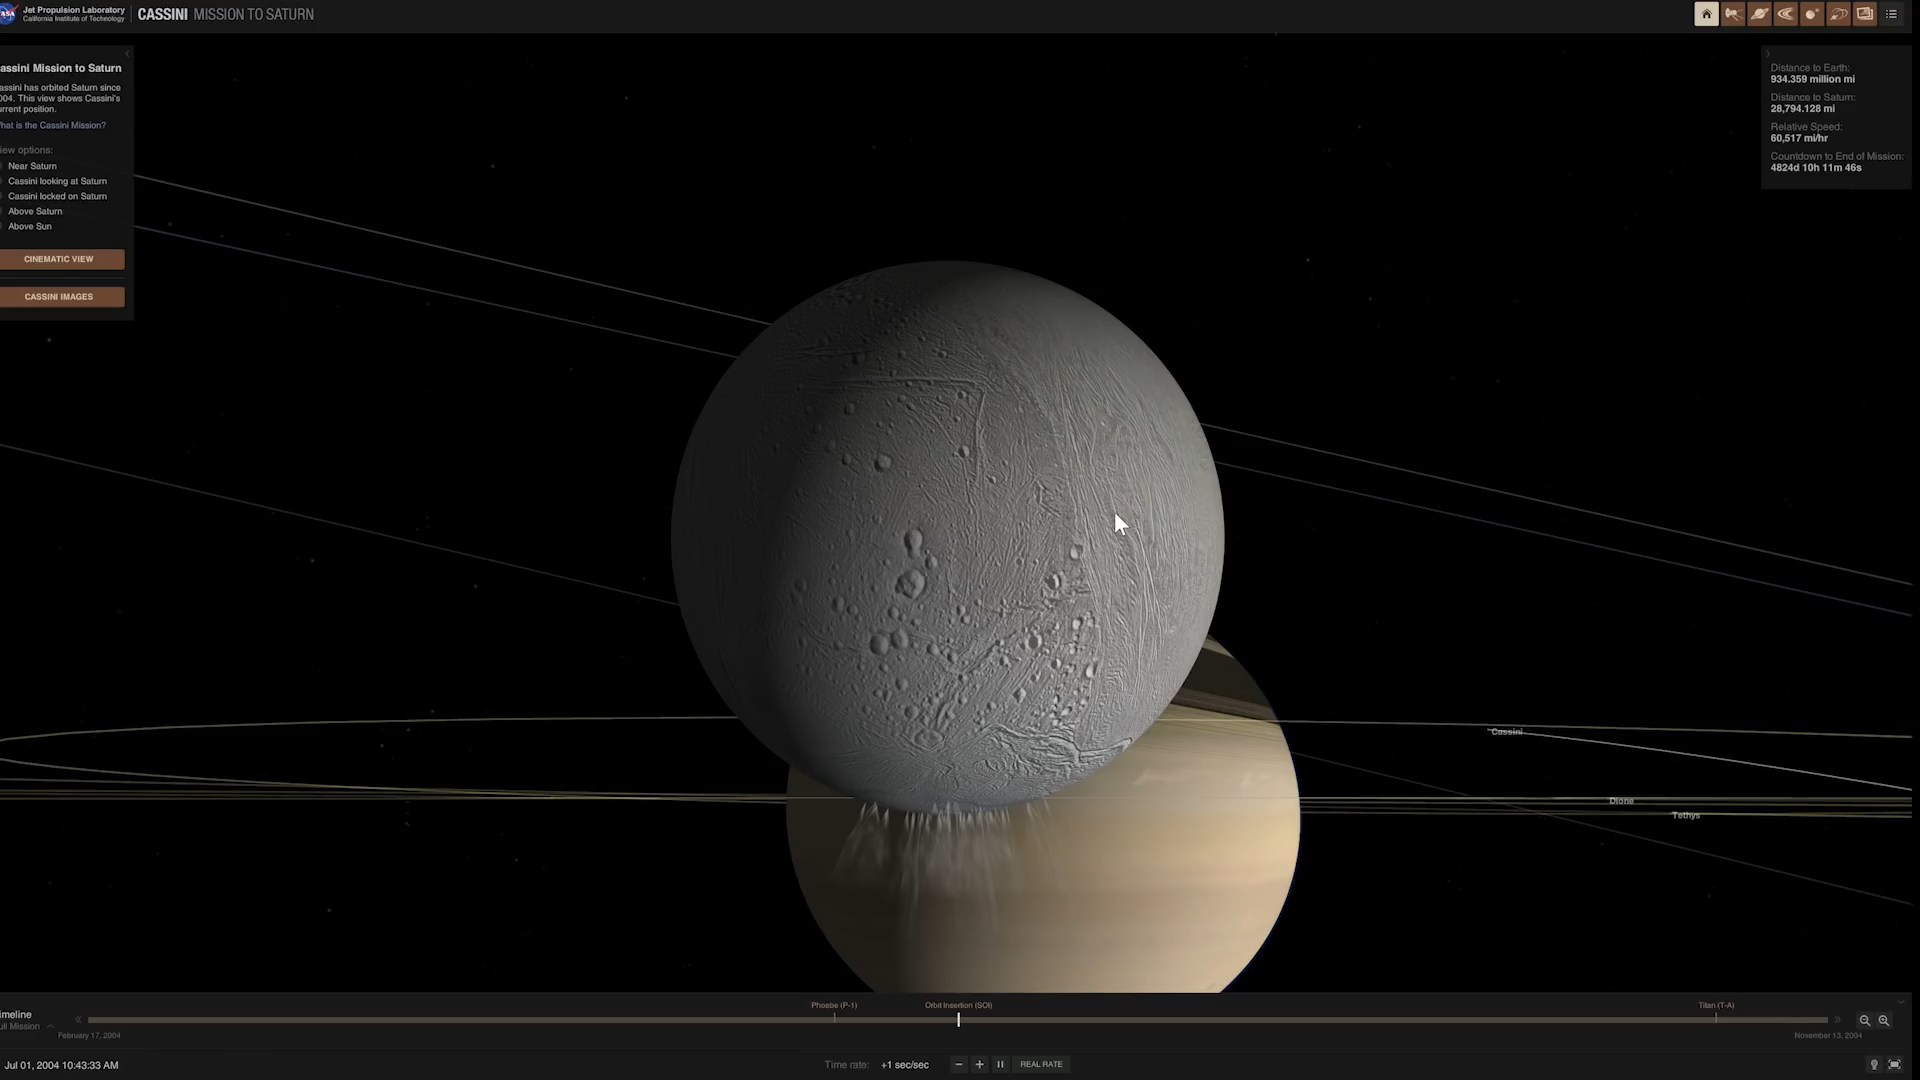 NASA
Jet Propulsion Laboratory
California Institute of Technology
CASSINI MISSION TO SATURN
assini Mission to Saturn
assini has orbited Saturn since
004. This view shows Cassini's
urrent position.
hat is the Cassini Mission?
iew options:
Near Saturn
Cassini looking at Saturn
Cassini locked on Saturn
Above Saturn
Above Sun
CINEMATIC VIEW
CASSINI IMAGES
Distance to Earth:
934.359 million mi
Distance to Saturn:
28,794.128 mi
Relative Speed:
60,517 mi/hr
Countdown to End of Mission:
4824d 10h 11m 46s
Cassini
Dione
Tethys
Phoebe (P-1)
Orbit Insertion (SOI)
Titan (T-A)
imeline
ull Mission
February 17, 2004
November 13, 2004
Jul 01, 2004 10:43:33 AM
Time rate: +1 sec/sec
REAL RATE